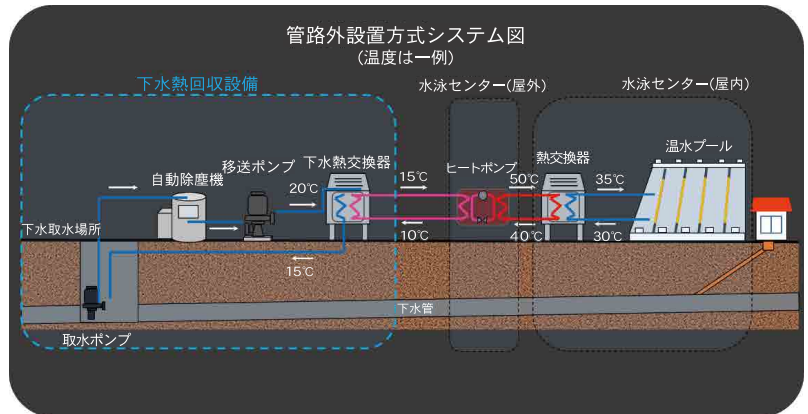 管路外設置方式システム図
(温度は一例)
下水熱回収設備
水泳センター(屋外)
水泳センター(屋内)
自動除塵機
移送ポンプ
下水熱交換器
ヒートポンプ
熱交換器
温水プール
20℃
15℃
10℃
50℃
40℃
35℃
30℃
15℃
下水取水場所
下水管
取水ポンプ